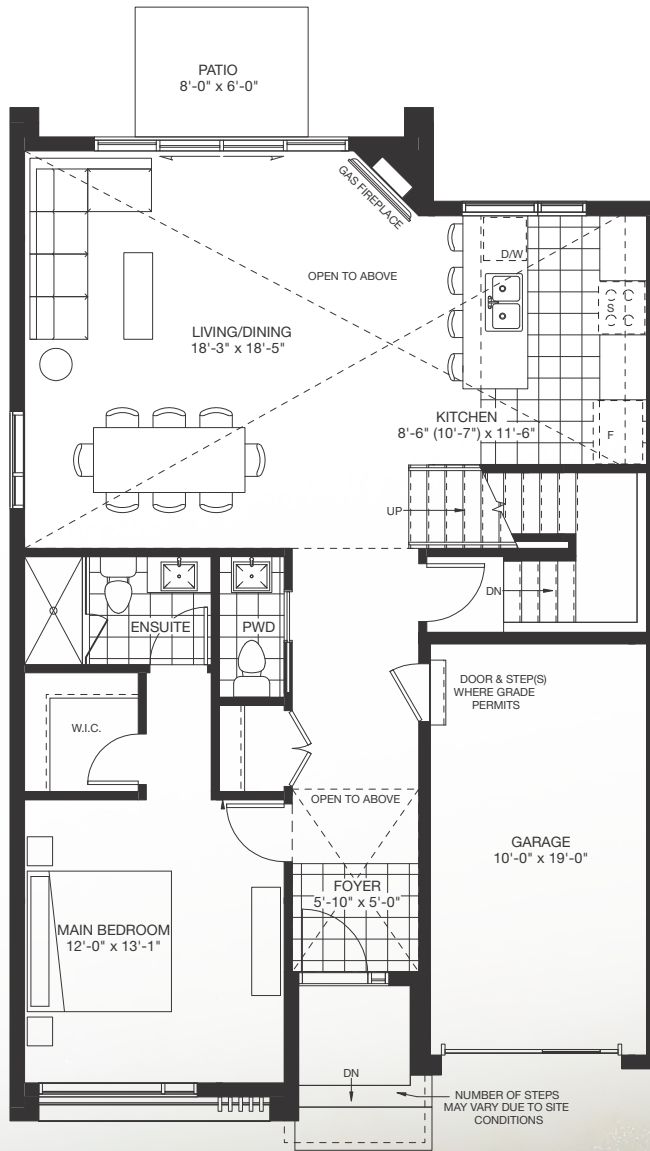 PATIO
8'-0" x 6'-0"
GAS FIREPLACE
D/W
OPEN TO ABOVE
S
LIVING/DINING
18'-3" x 18'-5"
KITCHEN
8'-6" (10'-7") x 11'-6"
F
UP
DN
ENSUITE
PWD
DOOR & STEP(S)
WHERE GRADE
PERMITS
W.I.C.
OPEN TO ABOVE
GARAGE
10'-0" x 19'-0"
FOYER
5'-10" x 5'-0"
MAIN BEDROOM
12'-0" x 13'-1"
DN
NUMBER OF STEPS
MAY VARY DUE TO SITE
CONDITIONS